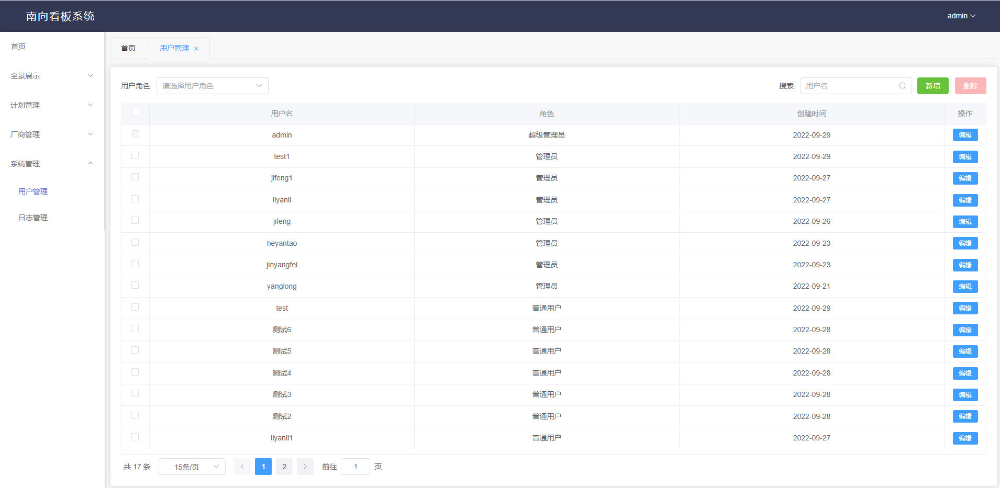 南向看板系统 admin
首页
全景展示
计划管理
厂商管理
系统管理
用户管理
日志管理
首页 用户管理
用户角色 请选择用户角色 搜索 用户名 新增 删除
用户名 角色 创建时间 操作
admin 超级管理员 2022-09-29 编辑
test1 管理员 2022-09-29 编辑
jifeng1 管理员 2022-09-27 编辑
liyanli 管理员 2022-09-27 编辑
jifeng 管理员 2022-09-26 编辑
heyantao 管理员 2022-09-23 编辑
jinyangfei 管理员 2022-09-23 编辑
yanglong 管理员 2022-09-21 编辑
test 普通用户 2022-09-29 编辑
测试6 普通用户 2022-09-28 编辑
测试5 普通用户 2022-09-28 编辑
测试4 普通用户 2022-09-28 编辑
测试3 普通用户 2022-09-28 编辑
测试2 普通用户 2022-09-28 编辑
liyanli1 普通用户 2022-09-27 编辑
共 17 条 15条/页 1 2 前往 1 页